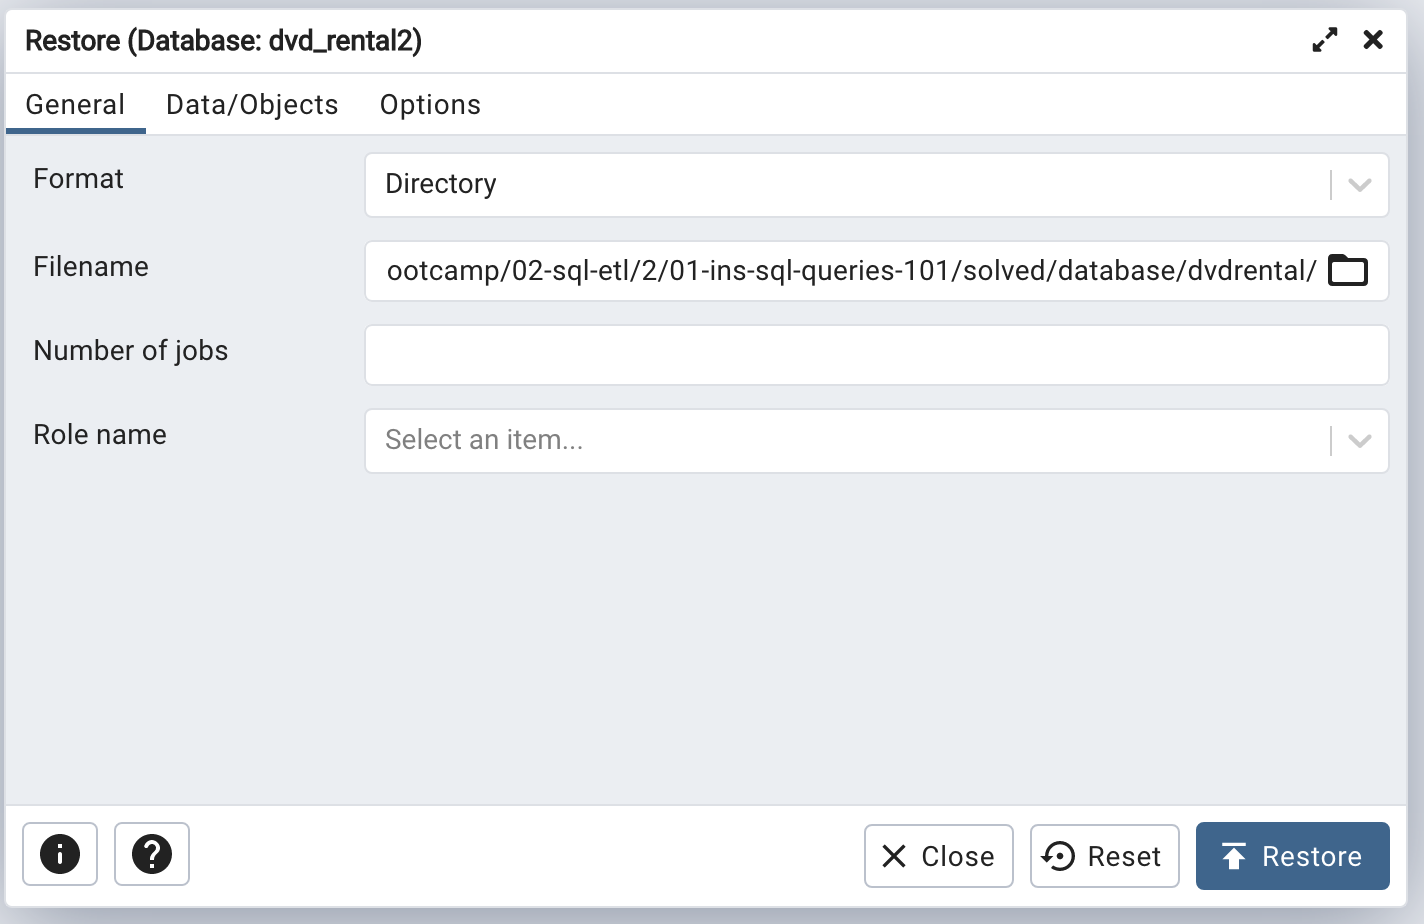 Restore (Database: dvd_rental2)
General Data/Objects Options
Format Directory
Filename ootcamp/02-sql-etl/2/01-ins-sql-queries-101/solved/database/dvdrental/
Number of jobs
Role name Select an item...
Close Reset Restore